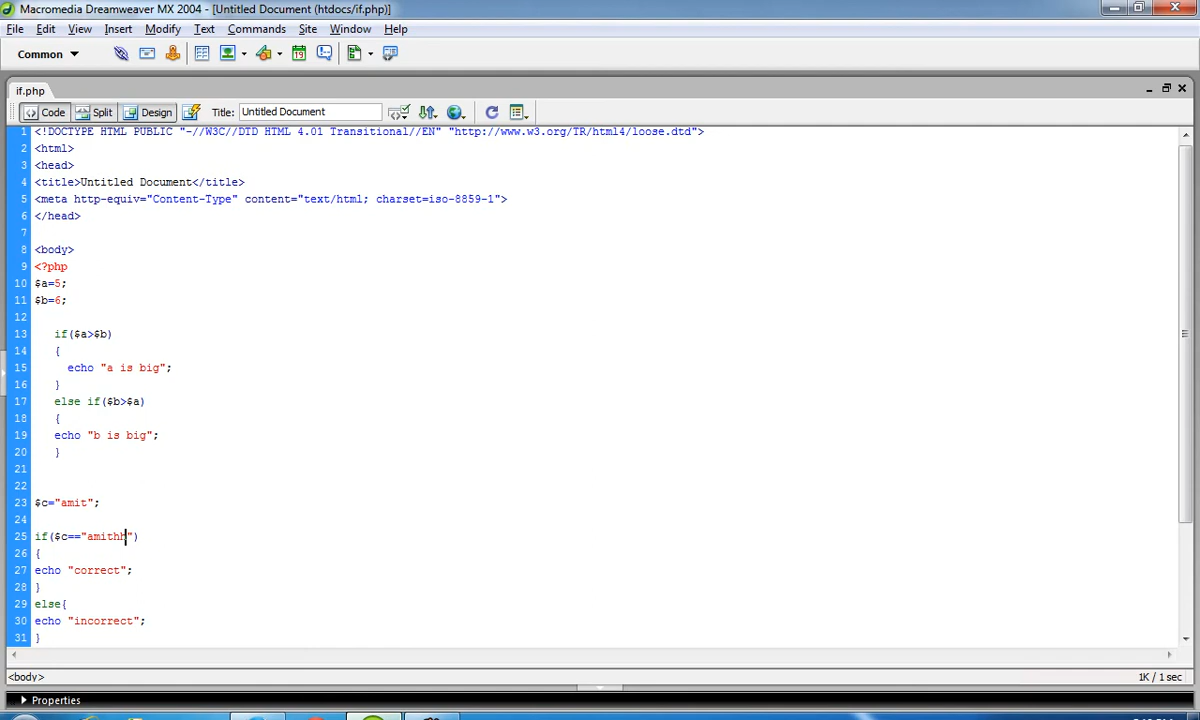 Macromedia Dreamweaver MX 2004 - [Untitled Document (htdocs/if.php)]
File Edit View Insert Modify Text Commands Site Window Help
Common
if.php
Code Split Design Title: Untitled Document
1 <!DOCTYPE HTML PUBLIC "-//W3C//DTD HTML 4.01 Transitional//EN" "http://www.w3.org/TR/html4/loose.dtd">
2 <html>
3 <head>
4 <title>Untitled Document</title>
5 <meta http-equiv="Content-Type" content="text/html; charset=iso-8859-1">
6 </head>
7
8 <body>
9 <?php
10 $a=5;
11 $b=6;
12
13 if($a>$b)
14 {
15 echo "a is big";
16 }
17 else if($b>$a)
18 {
19 echo "b is big";
20 }
21
22
23 $c="amit";
24
25 if($c=="amithh")
26 {
27 echo "correct";
28 }
29 else{
30 echo "incorrect";
31 }
<body>
1K / 1 sec
Properties